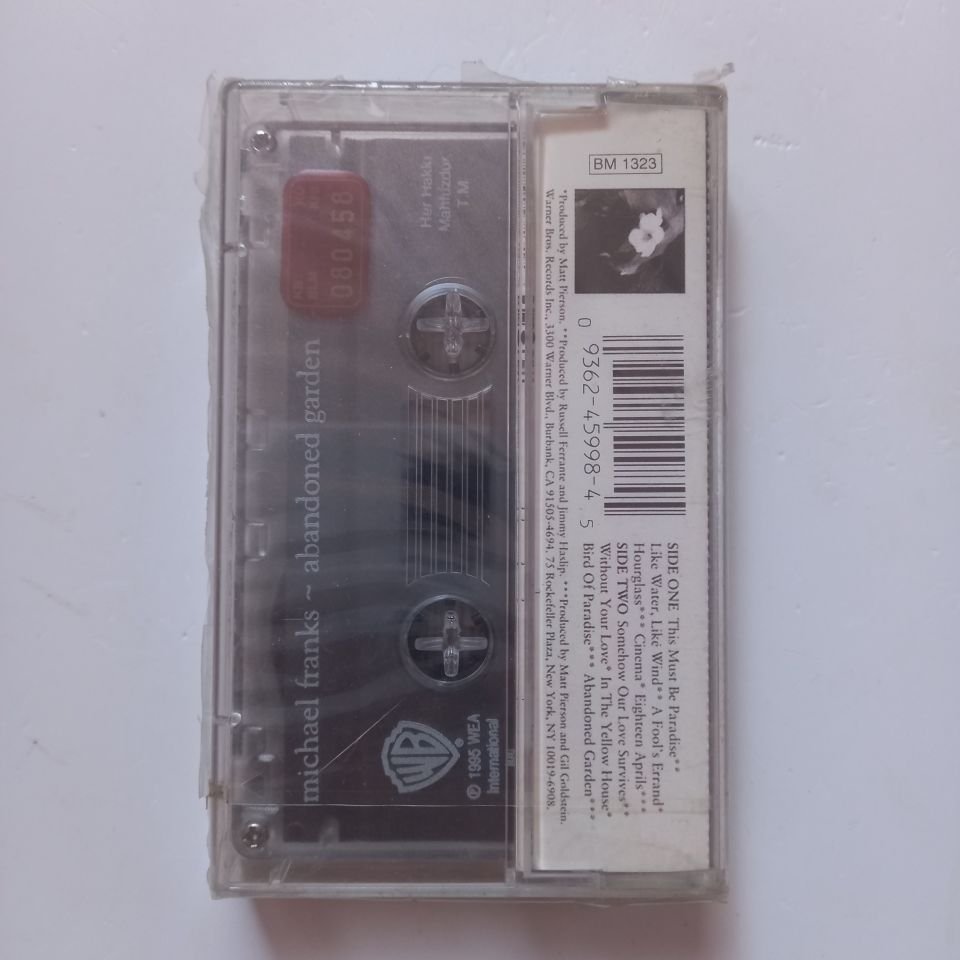 michael franks ~ abandoned garden
080458
Her Hakkı
Mahfuzdur
TM
WB
®
℗ 1995 WEA
International
BM 1323
0 9362-45998-4 5
SIDE ONE This Must Be Paradise**
Like Water, Like Wind** A Fool's Errand*
Hourglass*** Cinema* Eighteen Aprils***
SIDE TWO Somehow Our Love Survives**
Without Your Love* In The Yellow House*
Bird Of Paradise*** Abandoned Garden***
*Produced by Matt Pierson. **Produced by Russell Ferrante and Jimmy Haslip. ***Produced by Matt Pierson and Gil Goldstein.
Warner Bros. Records Inc., 3300 Warner Blvd., Burbank, CA 91505-4694, 75 Rockefeller Plaza, New York, NY 10019-6908.